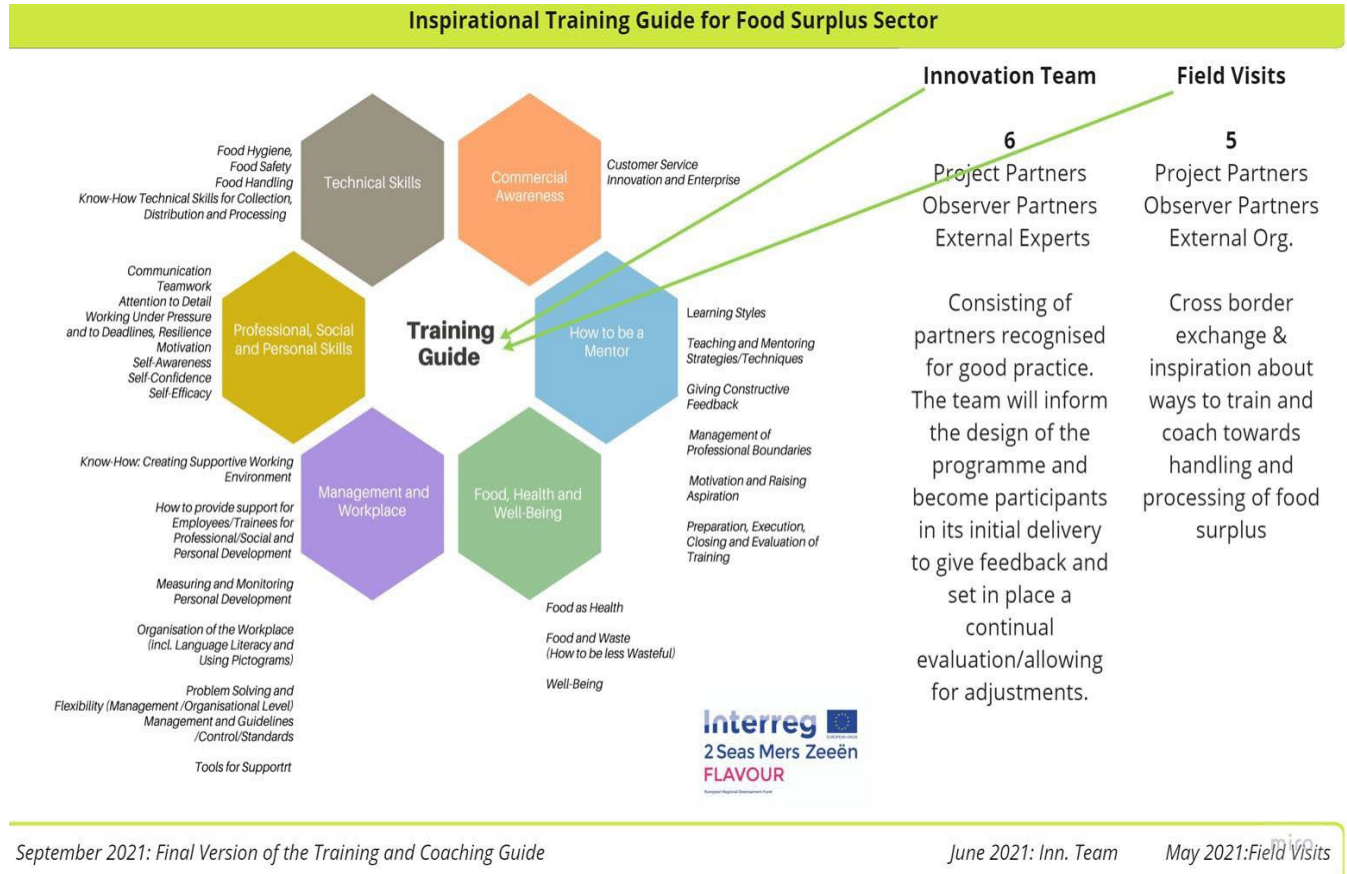 Inspirational Training Guide for Food Surplus Sector
Innovation Team
Field Visits
Technical Skills
Food Hygiene,
Food Safety
Food Handling
Know-How Technical Skills for Collection,
Distribution and Processing
Commercial
Awareness
Customer Service
Innovation and Enterprise
Professional, Social
and Personal Skills
Communication
Teamwork
Attention to Detail
Working Under Pressure
and to Deadlines, Resilience
Motivation
Self-Awareness
Self-Confidence
Self-Efficacy
Training
Guide
How to be a
Mentor
Learning Styles
Teaching and Mentoring
Strategies/Techniques
Giving Constructive
Feedback
Management of
Professional Boundaries
Motivation and Raising
Aspiration
Preparation, Execution,
Closing and Evaluation of
Training
Management and
Workplace
Know-How: Creating Supportive Working
Environment
How to provide support for
Employees/Trainees for
Professional/Social and
Personal Development
Measuring and Monitoring
Personal Development
Organisation of the Workplace
(incl. Language Literacy and
Using Pictograms)
Problem Solving and
Flexibility (Management /Organisational Level)
Management and Guidelines
/Control/Standards
Tools for Supportrt
Food, Health and
Well-Being
Food as Health
Food and Waste
(How to be less Wasteful)
Well-Being
6
Project Partners
Observer Partners
External Experts
Consisting of
partners recognised
for good practice.
The team will inform
the design of the
programme and
become participants
in its initial delivery
to give feedback and
set in place a
continual
evaluation/allowing
for adjustments.
5
Project Partners
Observer Partners
External Org.
Cross border
exchange &
inspiration about
ways to train and
coach towards
handling and
processing of food
surplus
Interreg
EUROPEAN UNION
2 Seas Mers Zeeën
FLAVOUR
European Regional Development Fund
September 2021: Final Version of the Training and Coaching Guide
June 2021: Inn. Team
May 2021:Field Visits
miro